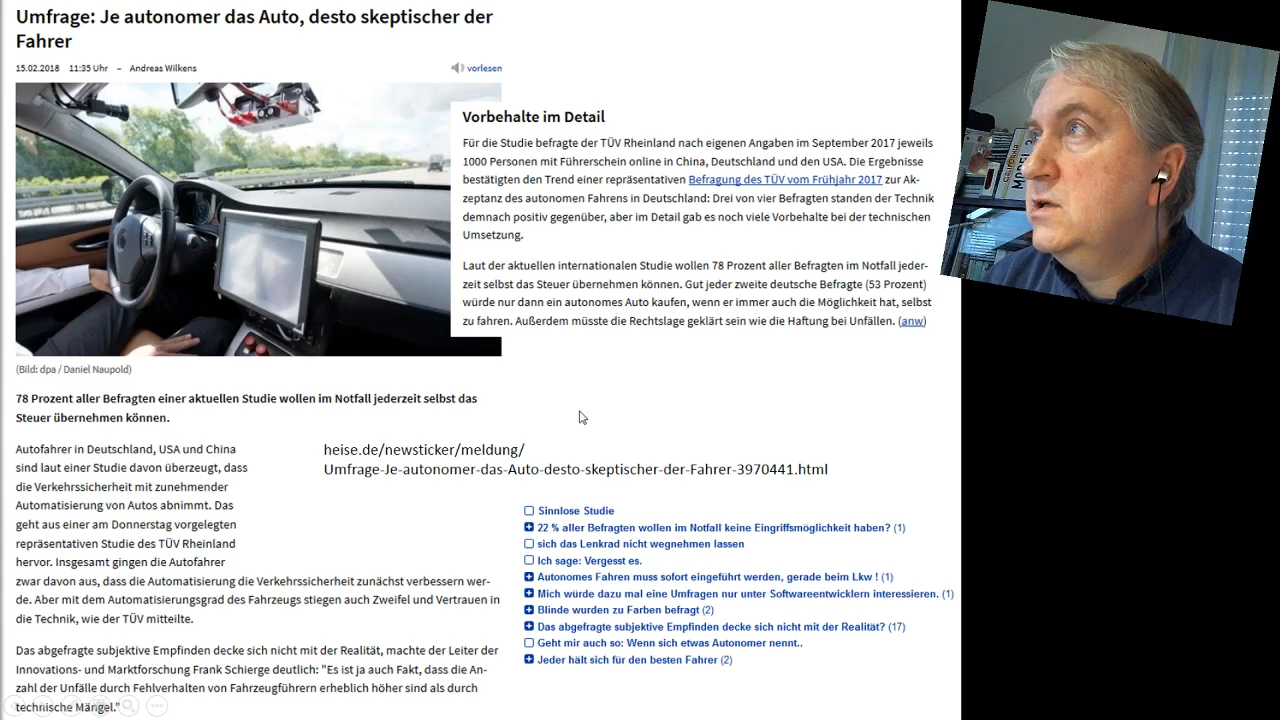 Umfrage: Je autonomer das Auto, desto skeptischer der
Fahrer
15.02.2018 11:35 Uhr – Andreas Wilkens
vorlesen
Vorbehalte im Detail
Für die Studie befragte der TÜV Rheinland nach eigenen Angaben im September 2017 jeweils
1000 Personen mit Führerschein online in China, Deutschland und den USA. Die Ergebnisse
bestätigten den Trend einer repräsentativen Befragung des TÜV vom Frühjahr 2017 zur Ak-
zeptanz des autonomen Fahrens in Deutschland: Drei von vier Befragten standen der Technik
demnach positiv gegenüber, aber im Detail gab es noch viele Vorbehalte bei der technischen
Umsetzung.
Laut der aktuellen internationalen Studie wollen 78 Prozent aller Befragten im Notfall jeder-
zeit selbst das Steuer übernehmen können. Gut jeder zweite deutsche Befragte (53 Prozent)
würde nur dann ein autonomes Auto kaufen, wenn er immer auch die Möglichkeit hat, selbst
zu fahren. Außerdem müsste die Rechtslage geklärt sein wie die Haftung bei Unfällen. (anw)
(Bild: dpa / Daniel Naupold)
78 Prozent aller Befragten einer aktuellen Studie wollen im Notfall jederzeit selbst das
Steuer übernehmen können.
Autofahrer in Deutschland, USA und China
sind laut einer Studie davon überzeugt, dass
die Verkehrssicherheit mit zunehmender
Automatisierung von Autos abnimmt. Das
geht aus einer am Donnerstag vorgelegten
repräsentativen Studie des TÜV Rheinland
hervor. Insgesamt gingen die Autofahrer
zwar davon aus, dass die Automatisierung die Verkehrssicherheit zunächst verbessern wer-
de. Aber mit dem Automatisierungsgrad des Fahrzeugs stiegen auch Zweifel und Vertrauen in
die Technik, wie der TÜV mitteilte.
Das abgefragte subjektive Empfinden decke sich nicht mit der Realität, machte der Leiter der
Innovations- und Marktforschung Frank Schierge deutlich: "Es ist ja auch Fakt, dass die An-
zahl der Unfälle durch Fehlverhalten von Fahrzeugführern erheblich höher sind als durch
technische Mängel."
heise.de/newsticker/meldung/
Umfrage-Je-autonomer-das-Auto-desto-skeptischer-der-Fahrer-3970441.html
Sinnlose Studie
22 % aller Befragten wollen im Notfall keine Eingriffsmöglichkeit haben? (1)
sich das Lenkrad nicht wegnehmen lassen
Ich sage: Vergesst es.
Autonomes Fahren muss sofort eingeführt werden, gerade beim Lkw ! (1)
Mich würde dazu mal eine Umfragen nur unter Softwareentwicklern interessieren. (1)
Blinde wurden zu Farben befragt (2)
Das abgefragte subjektive Empfinden decke sich nicht mit der Realität? (17)
Geht mir auch so: Wenn sich etwas Autonomer nennt..
Jeder hält sich für den besten Fahrer (2)